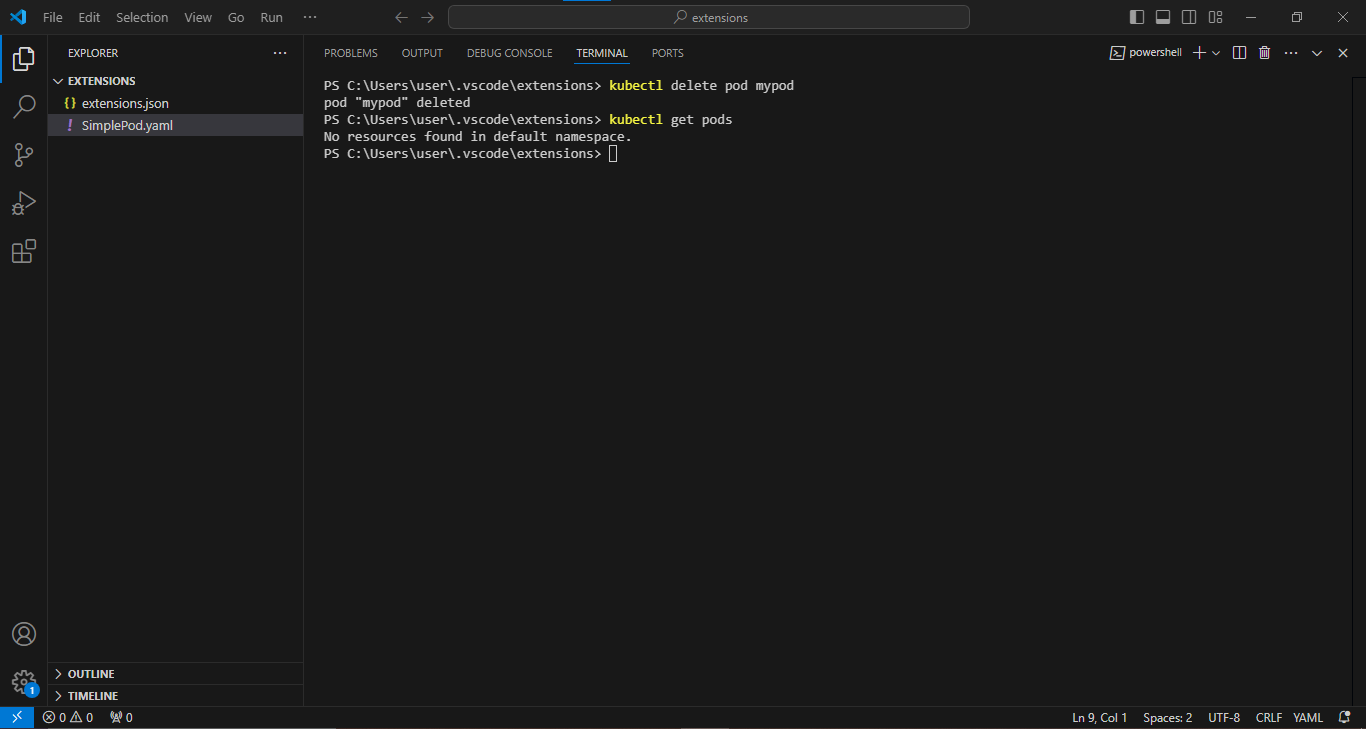 File Edit Selection View Go Run ···
extensions
EXPLORER ···
EXTENSIONS
{} extensions.json
! SimplePod.yaml
OUTLINE
TIMELINE
PROBLEMS OUTPUT DEBUG CONSOLE TERMINAL PORTS
powershell
PS C:\Users\user\.vscode\extensions> kubectl delete pod mypod
pod "mypod" deleted
PS C:\Users\user\.vscode\extensions> kubectl get pods
No resources found in default namespace.
PS C:\Users\user\.vscode\extensions>
1
0 0 0
Ln 9, Col 1 Spaces: 2 UTF-8 CRLF YAML